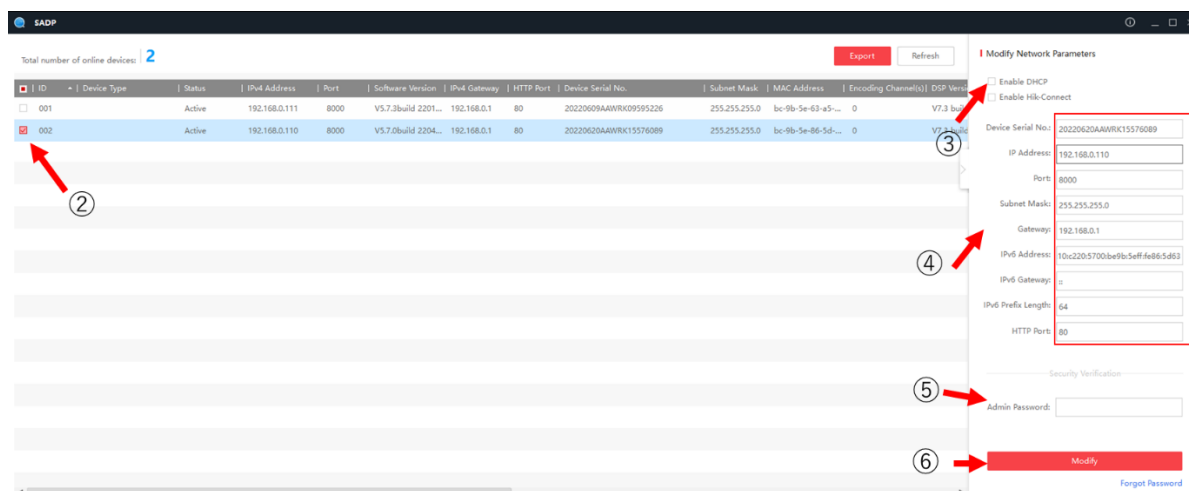 SADP
Total number of online devices: 2
Export
Refresh
ID Device Type Status IPv4 Address Port Software Version IPv4 Gateway HTTP Port Device Serial No. Subnet Mask MAC Address Encoding Channel(s) DSP Versi
001 Active 192.168.0.111 8000 V5.7.3build 2201... 192.168.0.1 80 20220609AAWRK09595226 255.255.255.0 bc-9b-5e-63-a5-... 0 V7.3 buil
002 Active 192.168.0.110 8000 V5.7.0build 2204... 192.168.0.1 80 20220620AAWRK15576089 255.255.255.0 bc-9b-5e-86-5d-... 0 V7.3 build
②
Modify Network Parameters
Enable DHCP
Enable Hik-Connect
③
Device Serial No.: 20220620AAWRK15576089
IP Address: 192.168.0.110
Port: 8000
Subnet Mask: 255.255.255.0
Gateway: 192.168.0.1
④
IPv6 Address: 10:c220:5700:be9b:5eff:fe86:5d63
IPv6 Gateway: ::
IPv6 Prefix Length: 64
HTTP Port: 80
Security Verification
⑤
Admin Password:
⑥
Modify
Forgot Password